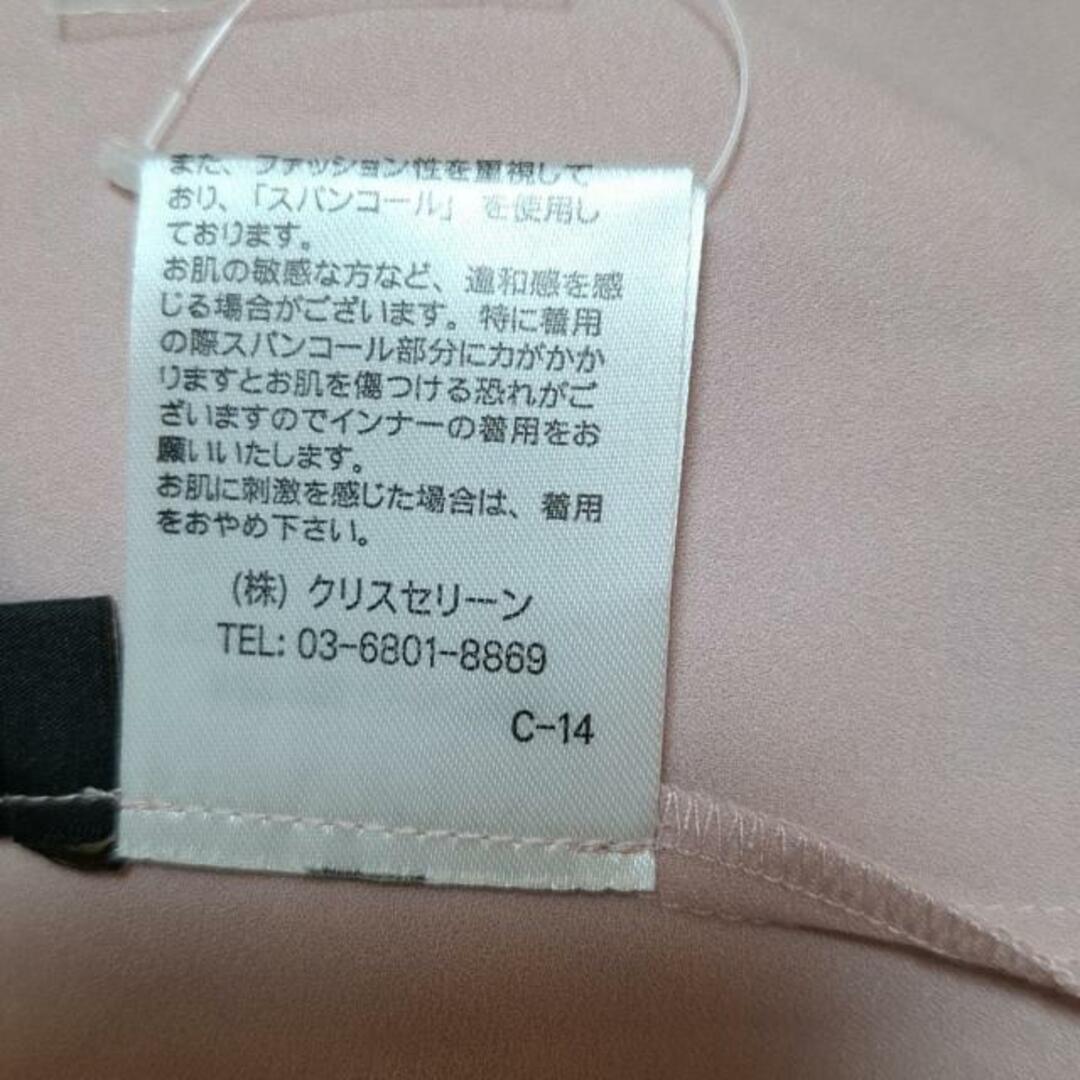 また、ファッション性を重視して
おり、「スパンコール」 を使用し
ております。
お肌の敏感な方など、違和感を感
じる場合がございます。特に着用
の際スパンコール部分に力がかか
りますとお肌を傷つける恐れがご
ざいますのでインナーの着用をお
願いいたします。
お肌に刺激を感じた場合は、着用
をおやめ下さい。
(株) クリスセリーン
TEL: 03-6801-8869
C-14